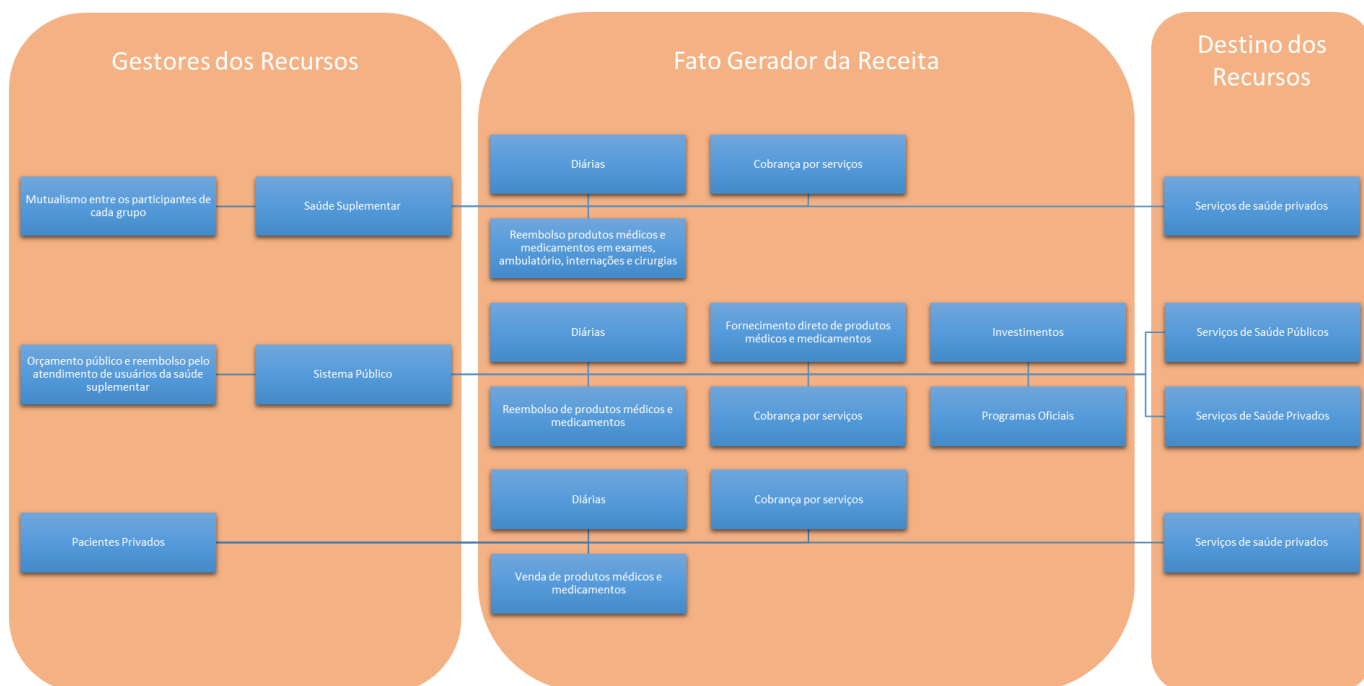 Gestores dos Recursos
Fato Gerador da Receita
Destino dos
Recursos
Diárias
Cobrança por serviços
Mutualismo entre os participantes de
cada grupo
Saúde Suplementar
Serviços de saúde privados
Reembolso produtos médicos e
medicamentos em exames,
ambulatório, internações e cirurgias
Diárias
Fornecimento direto de produtos
médicos e medicamentos
Investimentos
Serviços de Saúde Públicos
Orçamento público e reembolso pelo
atendimento de usuários da saúde
suplementar
Sistema Público
Reembolso de produtos médicos e
medicamentos
Cobrança por serviços
Programas Oficiais
Serviços de Saúde Privados
Diárias
Cobrança por serviços
Pacientes Privados
Serviços de saúde privados
Venda de produtos médicos e
medicamentos